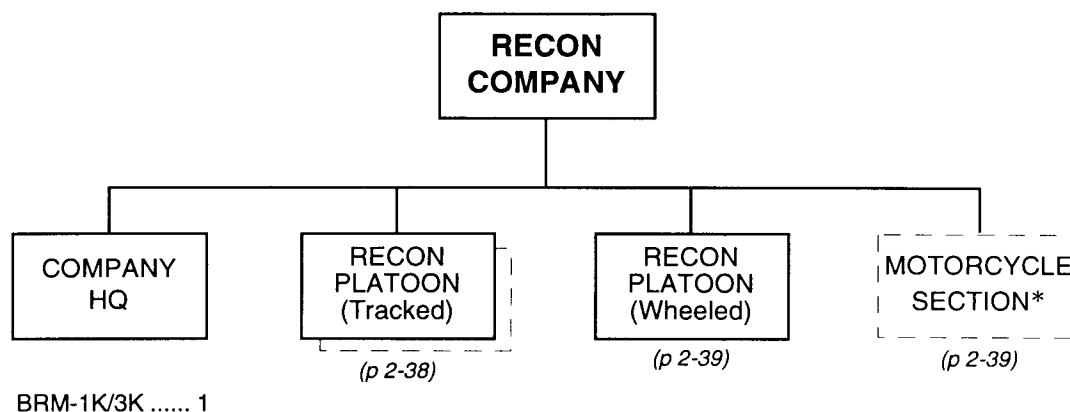 RECON
COMPANY
COMPANY
HQ
RECON
PLATOON
(Tracked)
(p 2-38)
RECON
PLATOON
(Wheeled)
(p 2-39)
MOTORCYCLE
SECTION*
(p 2-39)
BRM-1K/3K ...... 1